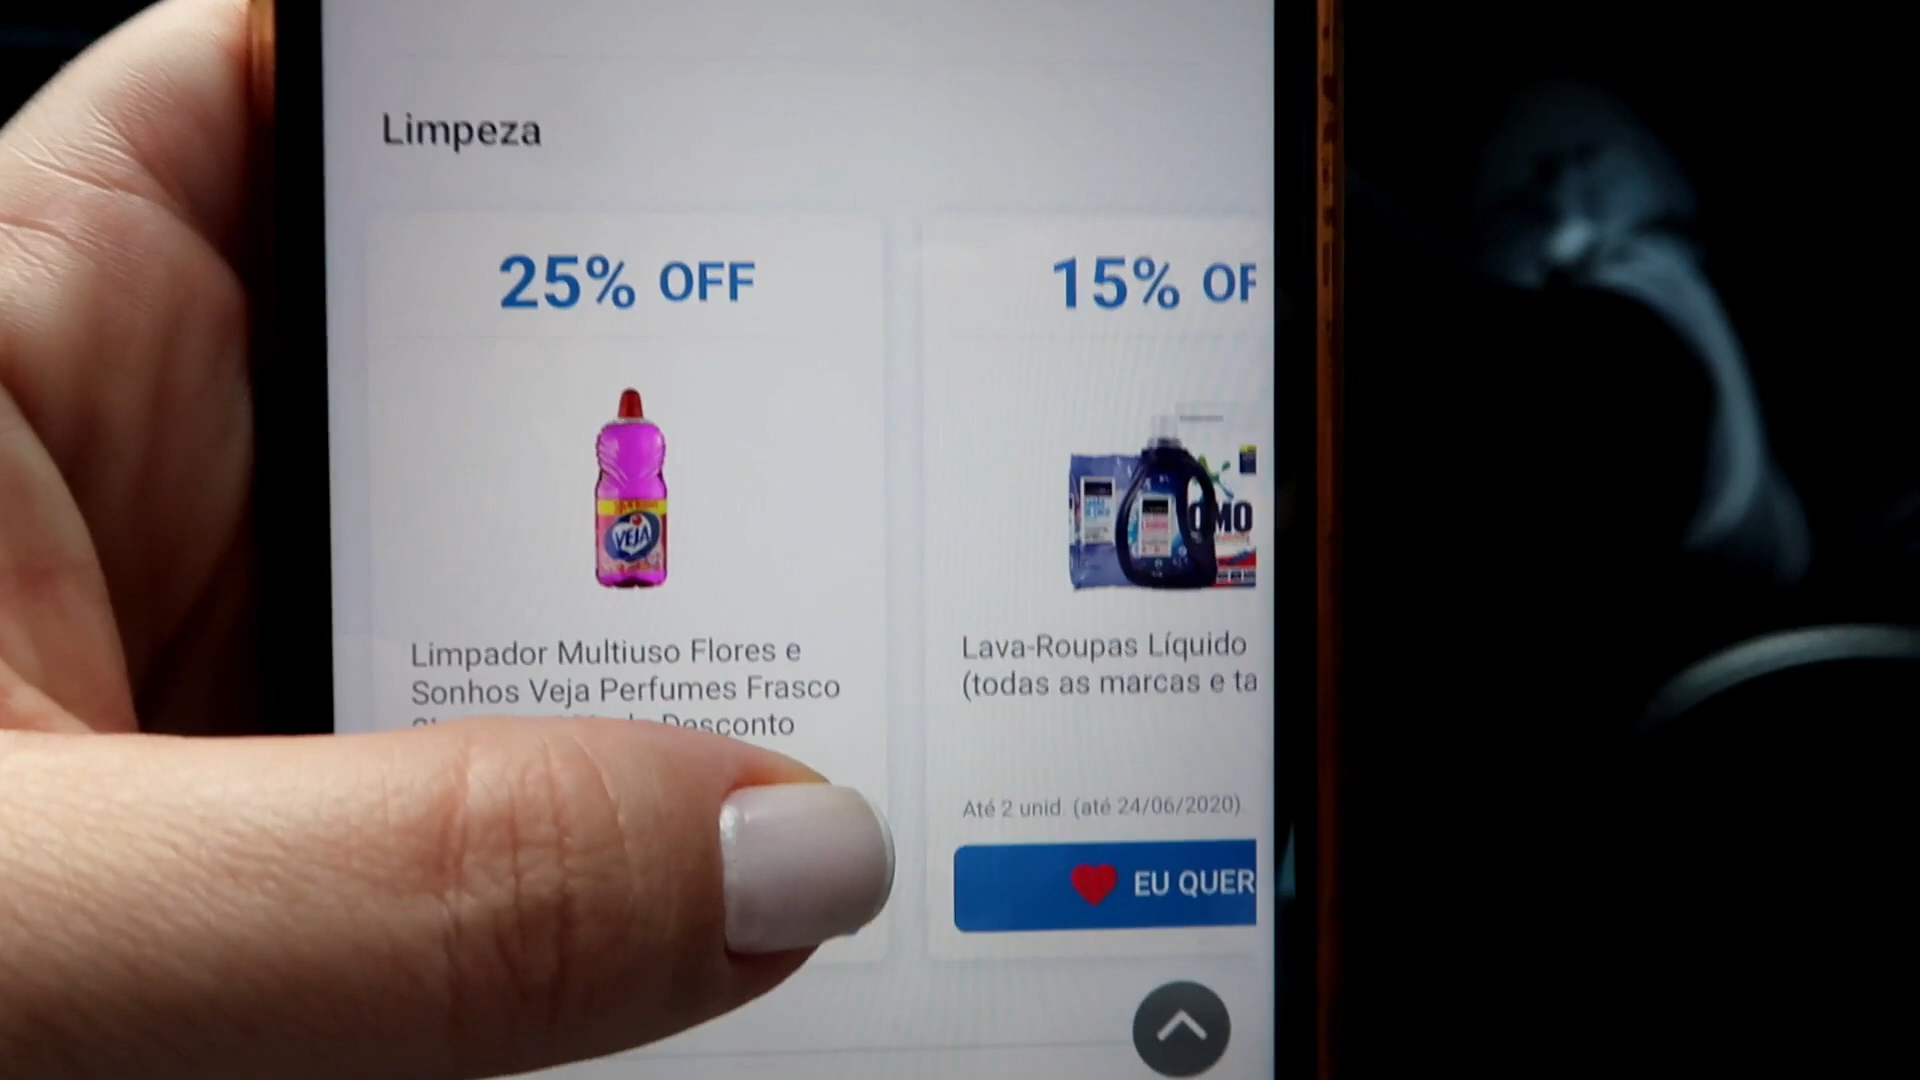 Limpeza
25% OFF
VEJA
Limpador Multiuso Flores e
Sonhos Veja Perfumes Frasco
Desconto
15% OF
OMO
Lava-Roupas Líquido
(todas as marcas e ta
Até 2 unid. (até 24/06/2020)
EU QUER